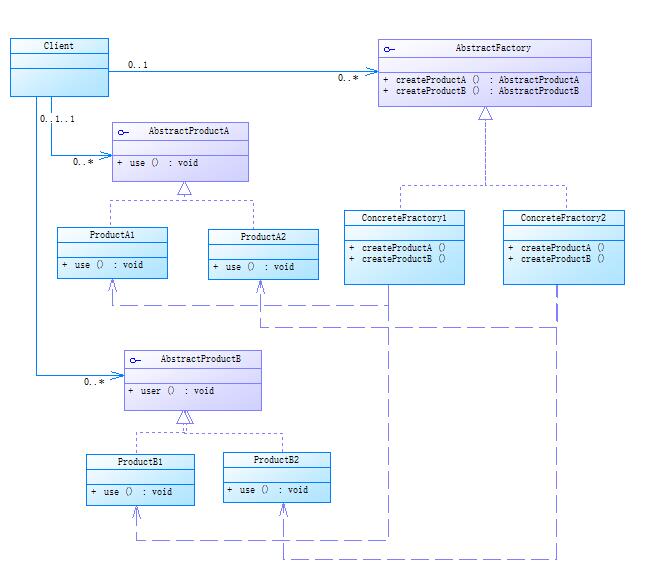 Client
AbstractFactory
+ createProductA () : AbstractProductA
+ createProductB () : AbstractProductB
0..1
0..*
0..1..1
0..*
AbstractProductA
+ use () : void
ProductA1
+ use () : void
ProductA2
+ use () : void
ConcreteFractory1
+ createProductA ()
+ createProductB ()
ConcreteFractory2
+ createProductA ()
+ createProductB ()
AbstractProductB
+ user () : void
0..*
ProductB1
+ use () : void
ProductB2
+ use () : void